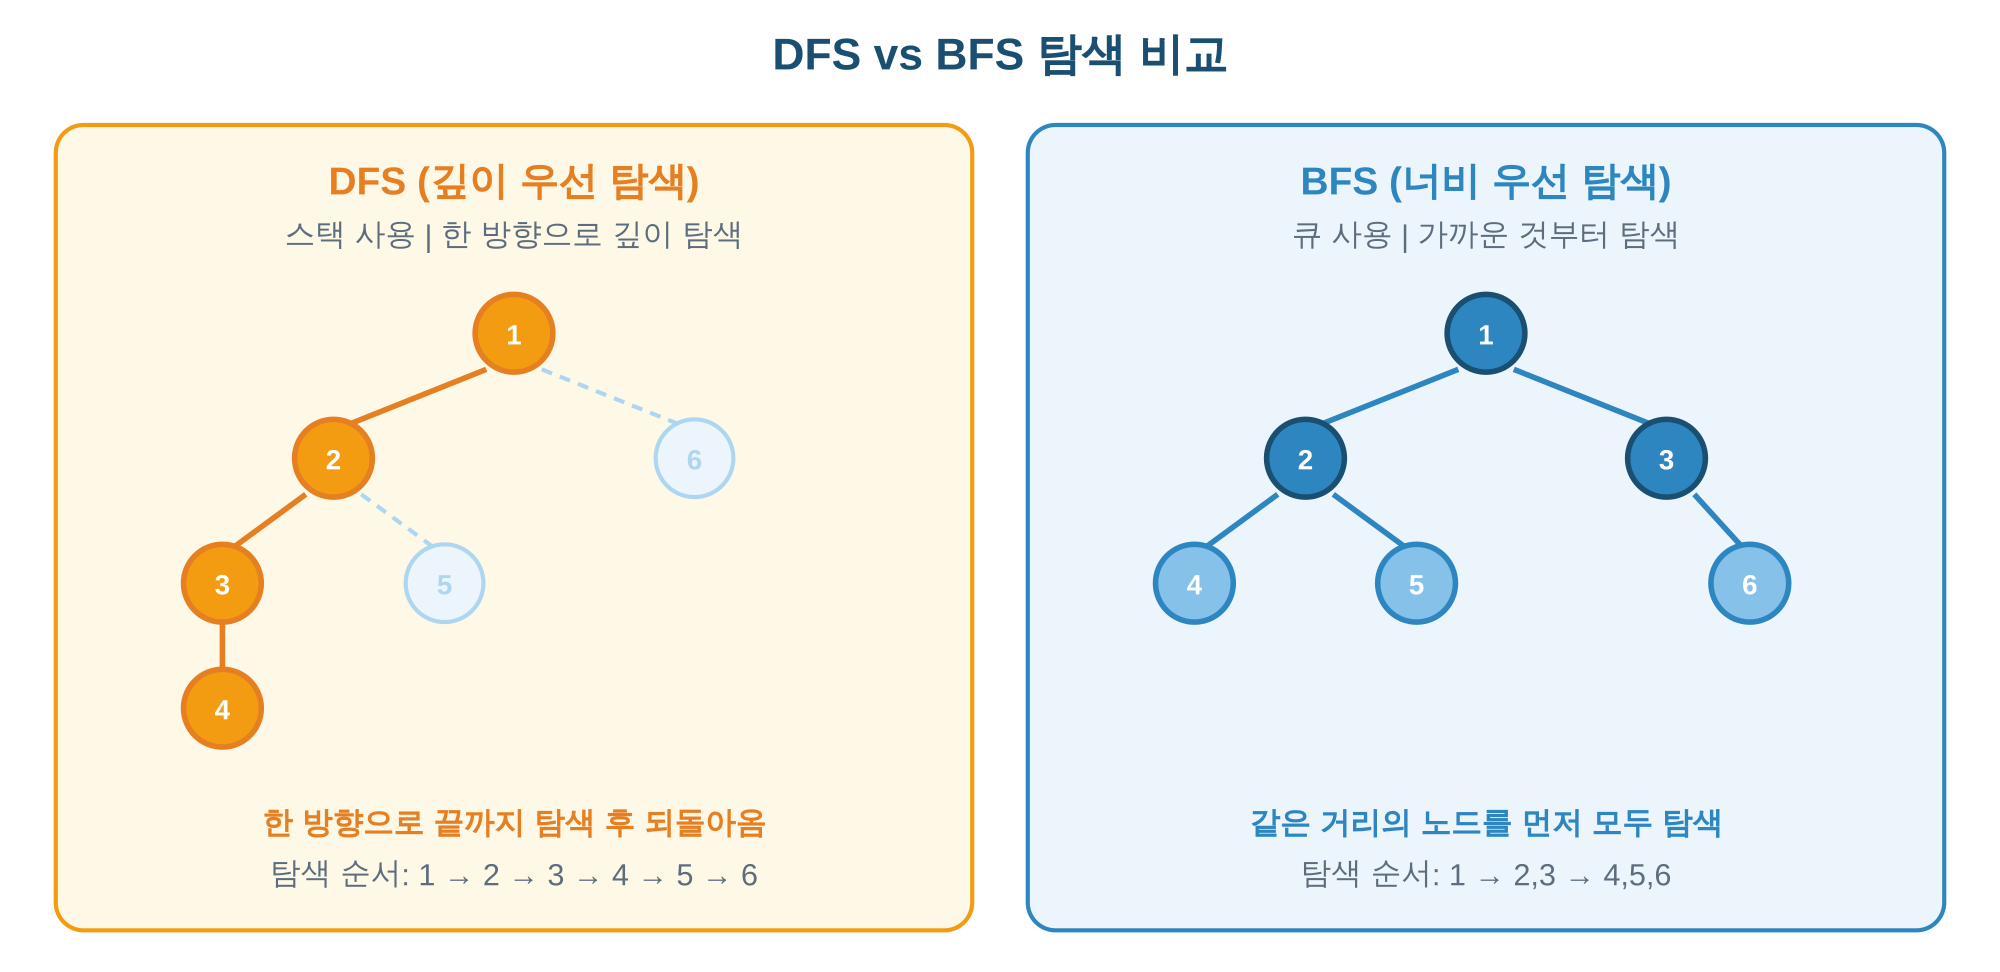 DFS vs BFS 탐색 비교
DFS (깊이 우선 탐색)
스택 사용 | 한 방향으로 깊이 탐색
1
2
6
3
5
4
한 방향으로 끝까지 탐색 후 되돌아옴
탐색 순서: 1 → 2 → 3 → 4 → 5 → 6
BFS (너비 우선 탐색)
큐 사용 | 가까운 것부터 탐색
1
2
3
4
5
6
같은 거리의 노드를 먼저 모두 탐색
탐색 순서: 1 → 2,3 → 4,5,6